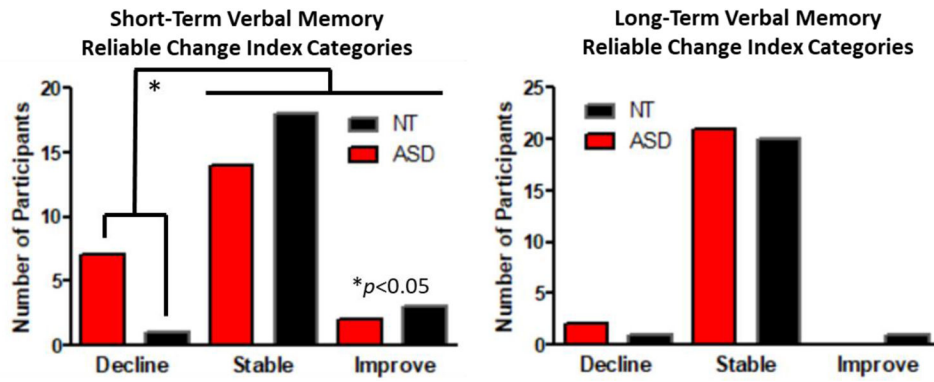 Short-Term Verbal Memory
Reliable Change Index Categories
Number of Participants
20
15
10
5
0
*
NT
ASD
*p<0.05
Decline
Stable
Improve
Long-Term Verbal Memory
Reliable Change Index Categories
Number of Participants
25
20
15
10
5
0
NT
ASD
Decline
Stable
Improve